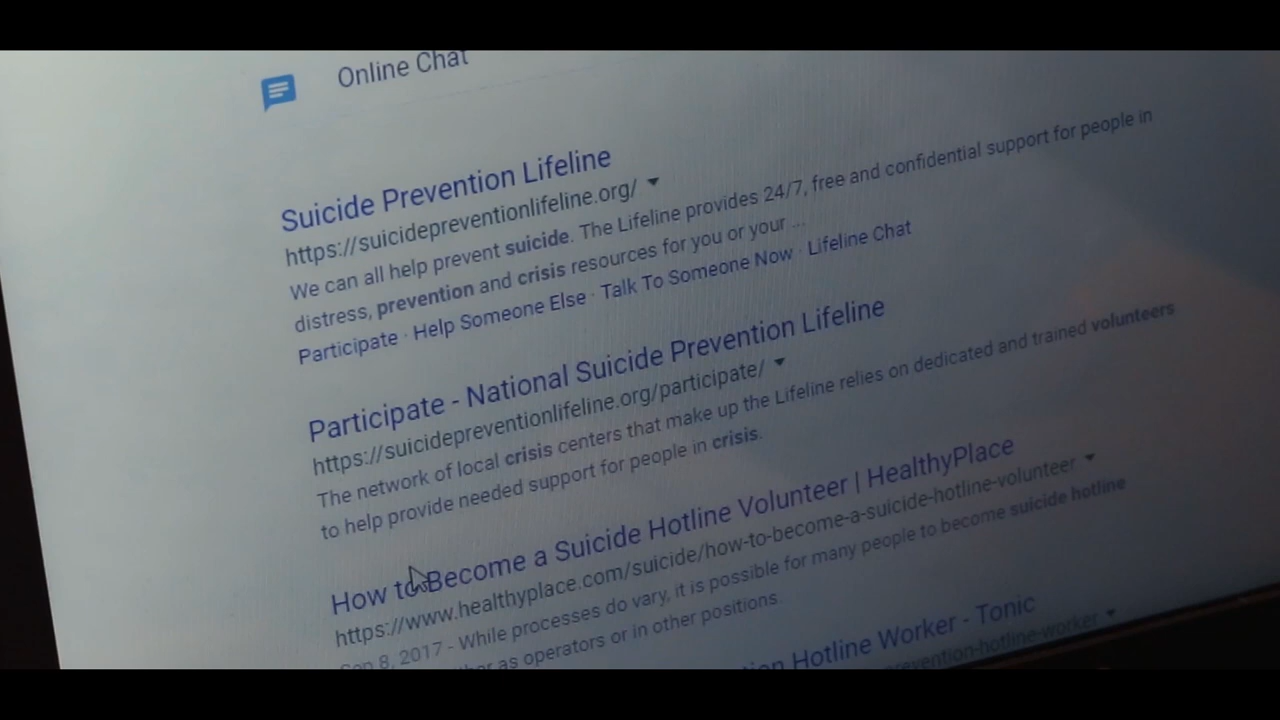 Online Chat
Suicide Prevention Lifeline
https://suicidepreventionlifeline.org/
We can all help prevent suicide. The Lifeline provides 24/7, free and confidential support for people in
distress, prevention and crisis resources for you or your ...
Participate · Help Someone Else · Talk To Someone Now · Lifeline Chat
Participate - National Suicide Prevention Lifeline
https://suicidepreventionlifeline.org/participate/
The network of local crisis centers that make up the Lifeline relies on dedicated and trained volunteers
to help provide needed support for people in crisis.
How to Become a Suicide Hotline Volunteer | HealthyPlace
https://www.healthyplace.com/suicide/how-to-become-a-suicide-hotline-volunteer
Sep 8, 2017 - While processes do vary, it is possible for many people to become suicide hotline
as operators or in other positions.
Hotline Worker - Tonic
prevention-hotline-worker